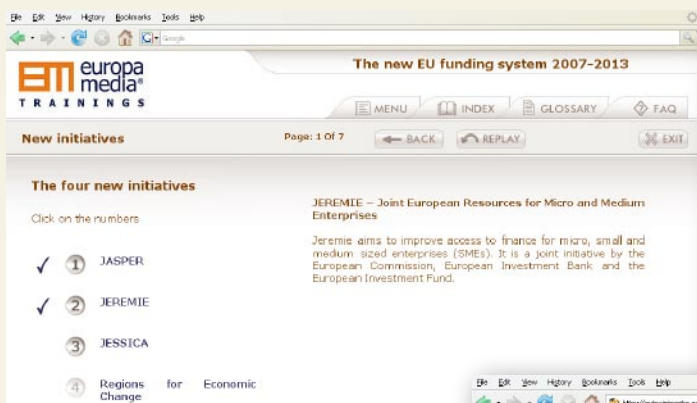 File Edit View History Bookmarks Tools Help
Google
europa
media®
TRAININGS
The new EU funding system 2007-2013
MENU INDEX GLOSSARY FAQ
New initiatives Page: 1 Of 7 BACK REPLAY EXIT
The four new initiatives
Click on the numbers
✓ 1 JASPER
✓ 2 JEREMIE
3 JESSICA
4 Regions for Economic
Change
JEREMIE – Joint European Resources for Micro and Medium
Enterprises
Jeremie aims to improve access to finance for micro, small and
medium sized enterprises (SMEs). It is a joint initiative by the
European Commission, European Investment Bank and the
European Investment Fund.
File Edit View History Bookmarks Tools Help